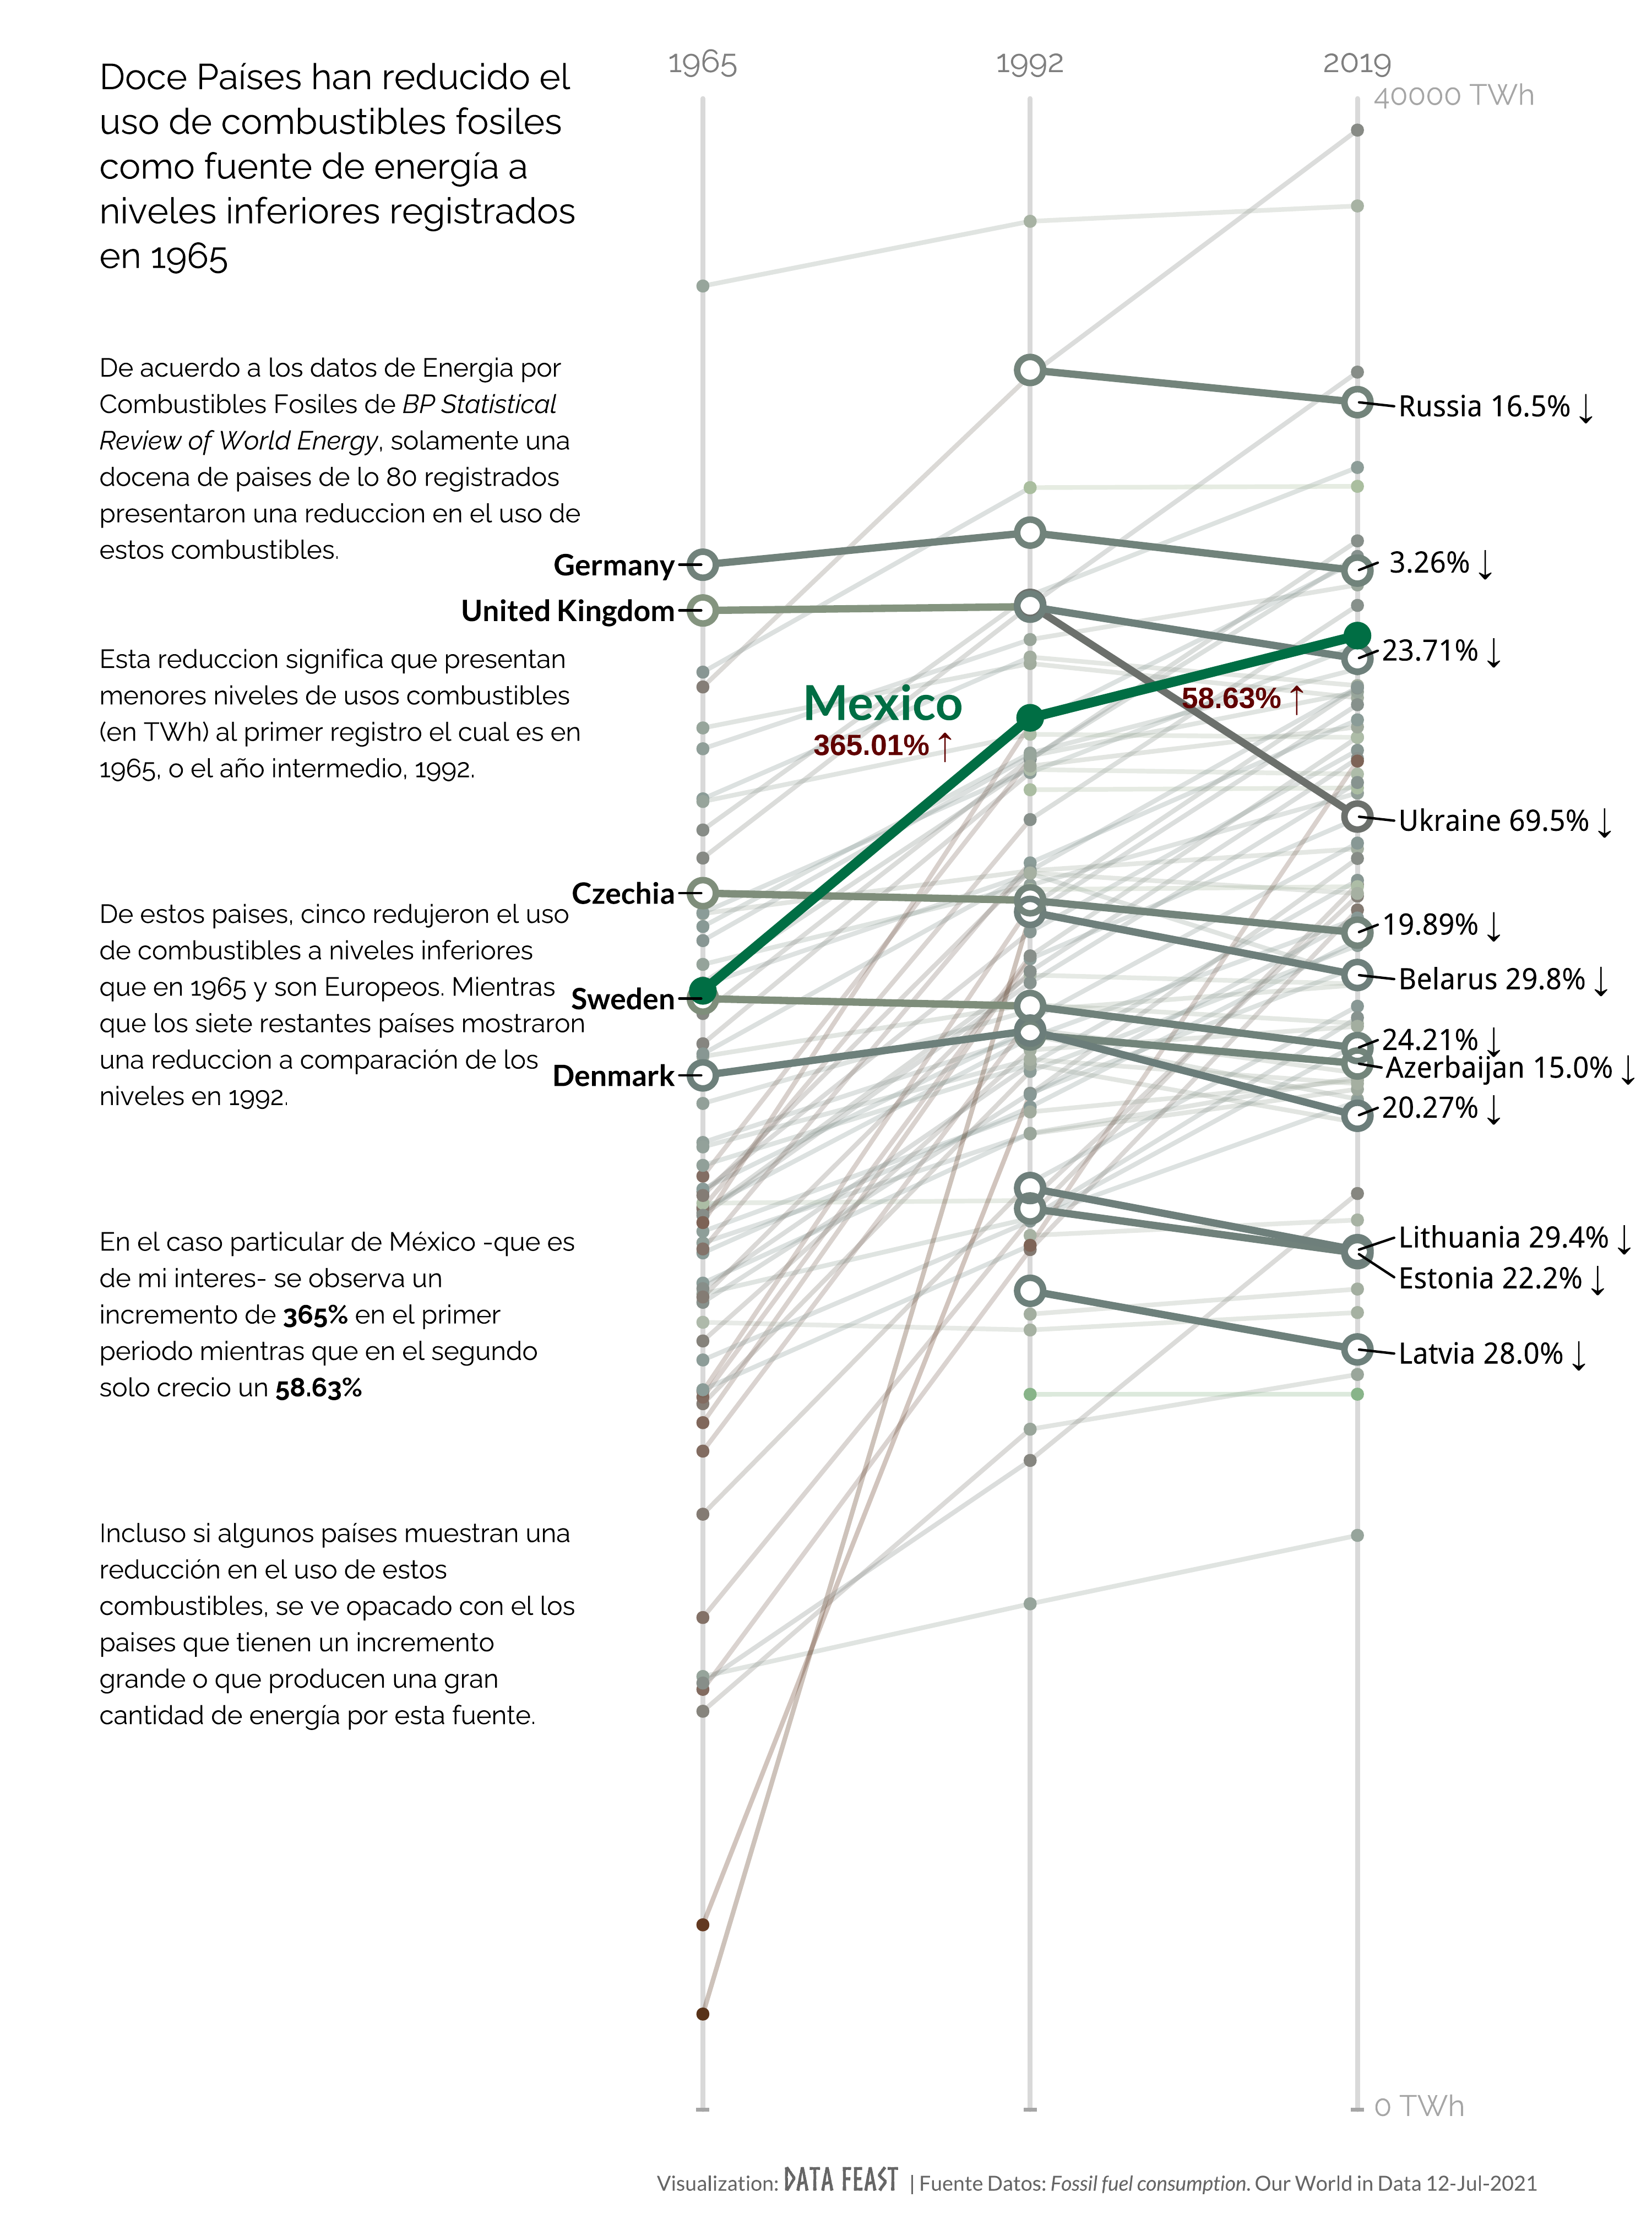 Doce Países han reducido el
uso de combustibles fosiles
como fuente de energía a
niveles inferiores registrados
en 1965
De acuerdo a los datos de Energia por
Combustibles Fosiles de BP Statistical
Review of World Energy, solamente una
docena de paises de lo 80 registrados
presentaron una reduccion en el uso de
estos combustibles.
Esta reduccion significa que presentan
menores niveles de usos combustibles
(en TWh) al primer registro el cual es en
1965, o el año intermedio, 1992.
De estos paises, cinco redujeron el uso
de combustibles a niveles inferiores
que en 1965 y son Europeos. Mientras
que los siete restantes países mostraron
una reduccion a comparación de los
niveles en 1992.
En el caso particular de México -que es
de mi interes- se observa un
incremento de 365% en el primer
periodo mientras que en el segundo
solo crecio un 58.63%
Incluso si algunos países muestran una
reducción en el uso de estos
combustibles, se ve opacado con el los
paises que tienen un incremento
grande o que producen una gran
cantidad de energía por esta fuente.
1965
1992
2019
40000 TWh
Germany
United Kingdom
Czechia
Sweden
Denmark
Mexico
365.01% ↑
58.63% ↑
Russia 16.5% ↓
3.26% ↓
23.71% ↓
Ukraine 69.5% ↓
19.89% ↓
Belarus 29.8% ↓
24.21% ↓
Azerbaijan 15.0% ↓
20.27% ↓
Lithuania 29.4% ↓
Estonia 22.2% ↓
Latvia 28.0% ↓
0 TWh
Visualization: DATA FEAST | Fuente Datos: Fossil fuel consumption. Our World in Data 12-Jul-2021